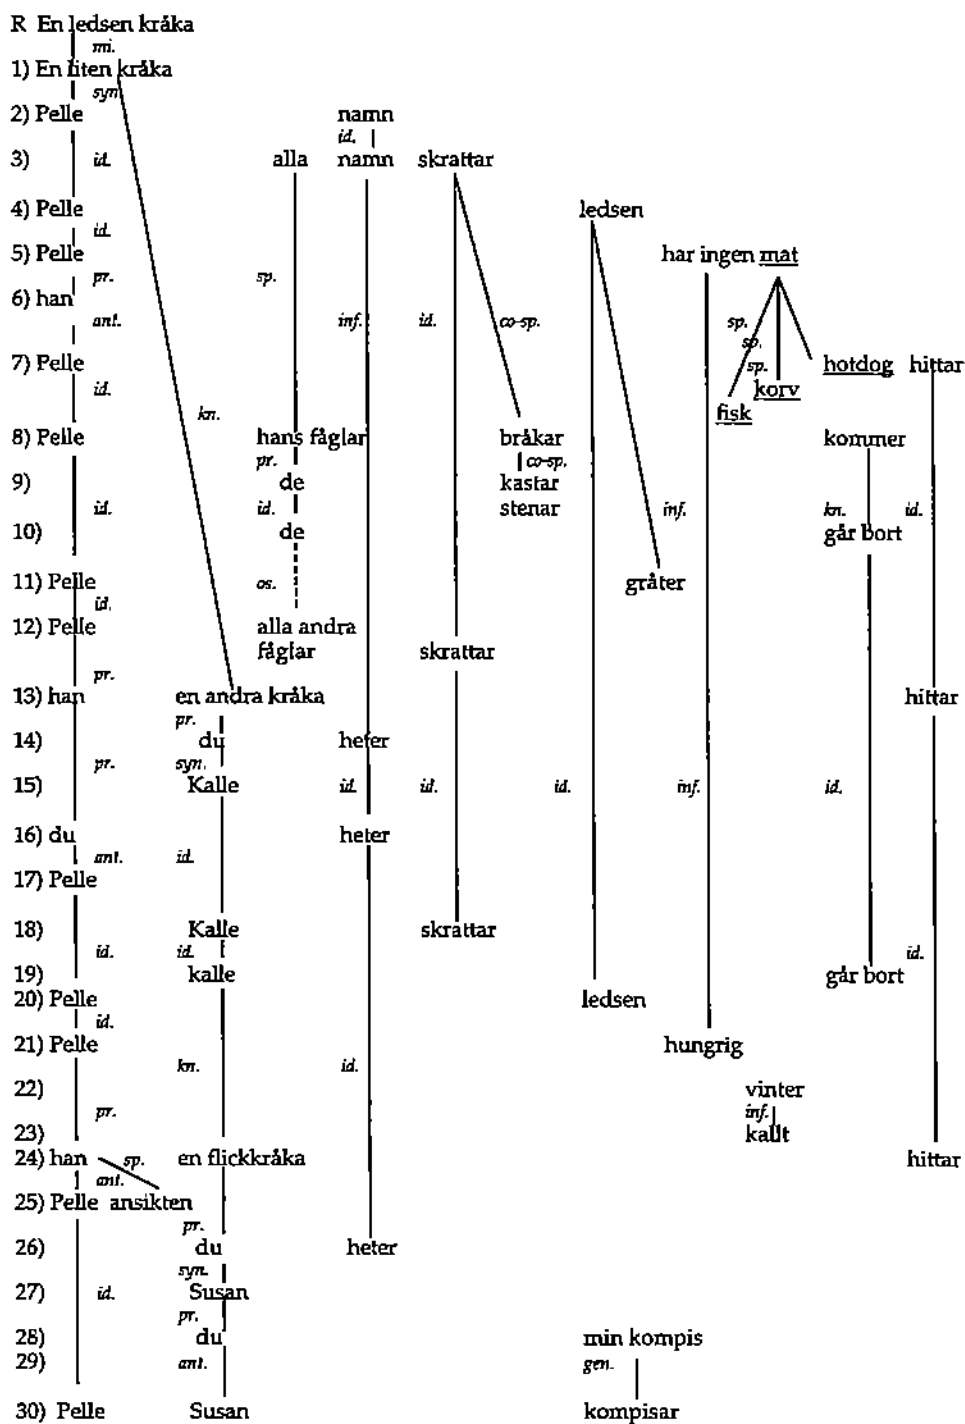 R En ledsen kråka
mi.
1) En liten kråka
syn.
2) Pelle namn
id.
3) id. alla namn skrattar
4) Pelle ledsen
id.
5) Pelle har ingen mat
pr. sp.
6) han
ant. inf. id. co-sp. sp.
sp.
7) Pelle sp. hotdog hittar
id. korv
kn. fisk
8) Pelle hans fåglar bråkar kommer
pr. co-sp.
9) de kastar
id. id. stenar inf. kn. id.
10) de går bort
11) Pelle os. gråter
id.
12) Pelle alla andra
fåglar skrattar
pr.
13) han en andra kråka hittar
pr.
14) du heter
pr. syn.
15) Kalle id. id. id. inf. id.
16) du heter
ant. id.
17) Pelle
18) Kalle skrattar
id. id. id.
19) kalle går bort
20) Pelle ledsen
id.
21) Pelle hungrig
kn. id.
22) vinter
pr. inf.
23) kallt
24) han sp. en flickkråka hittar
ant.
25) Pelle ansikten
pr.
26) du heter
syn.
27) id. Susan
pr.
28) du min kompis
29) ant. gen.
30) Pelle Susan kompisar